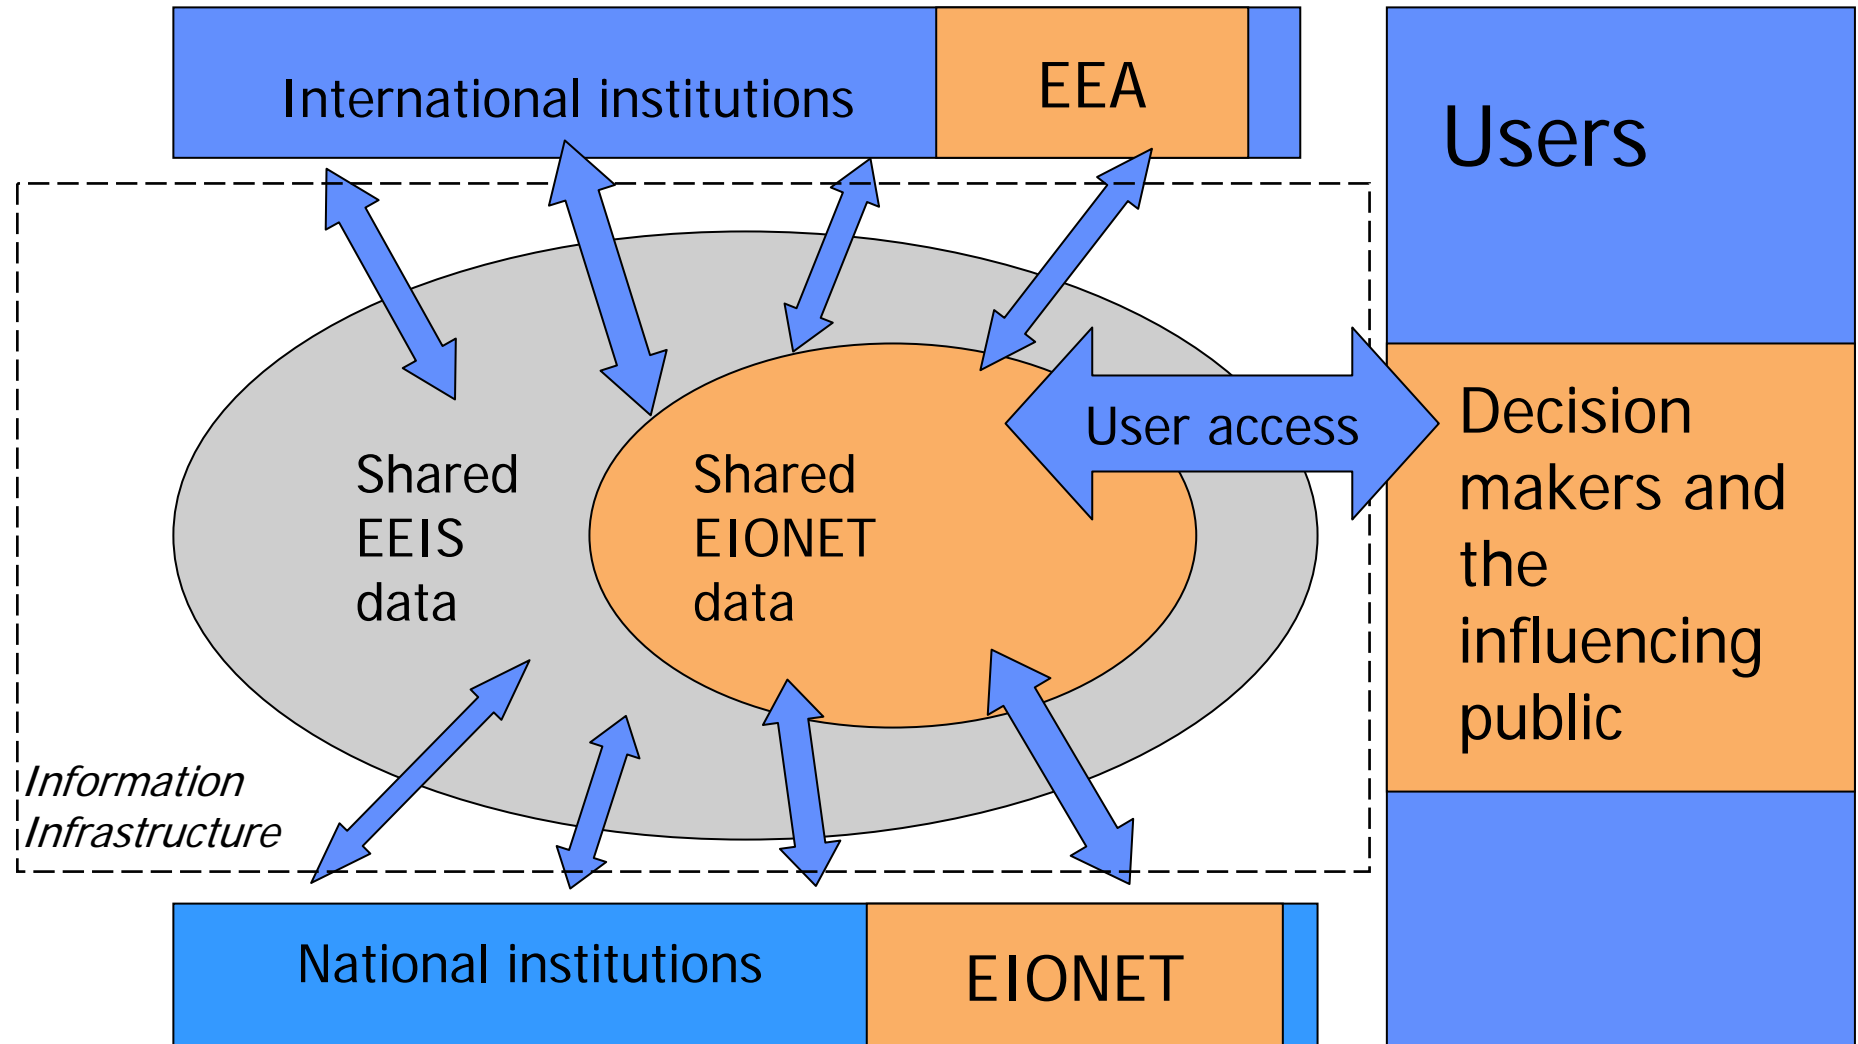 International institutions
EEA
Users
User access
Decision
makers and
the
influencing
public
Shared
EEIS
data
Shared
EIONET
data
Information
Infrastructure
National institutions
EIONET